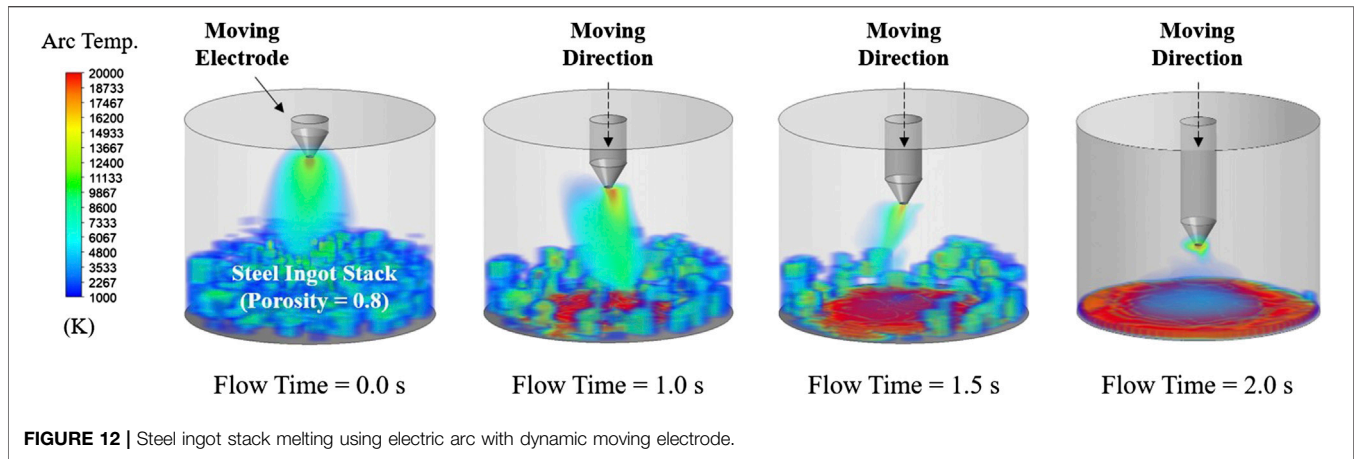 Arc Temp.
20000
18733
17467
16200
14933
13667
12400
11133
9867
8600
7333
6067
4800
3533
2267
1000
(K)
Moving
Electrode
Steel Ingot Stack
(Porosity = 0.8)
Flow Time = 0.0 s
Moving
Direction
Flow Time = 1.0 s
Moving
Direction
Flow Time = 1.5 s
Moving
Direction
Flow Time = 2.0 s
FIGURE 12 | Steel ingot stack melting using electric arc with dynamic moving electrode.